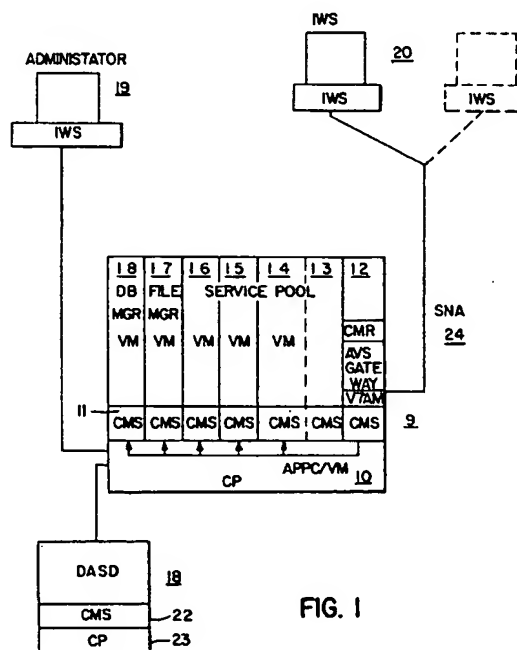 IWS
20
ADMINISTATOR
19
IWS
IWS
IWS
18 17 16 15 14 13 12
DB FILE SERVICE POOL
MGR MGR
CMR
VM VM VM VM VM
AVS
GATE
WAY
VTAM
SNA
24
11
CMS CMS CMS CMS CMS CMS CMS
9
APPC/VM
CP
10
DASD
18
CMS
22
CP
23
FIG. 1